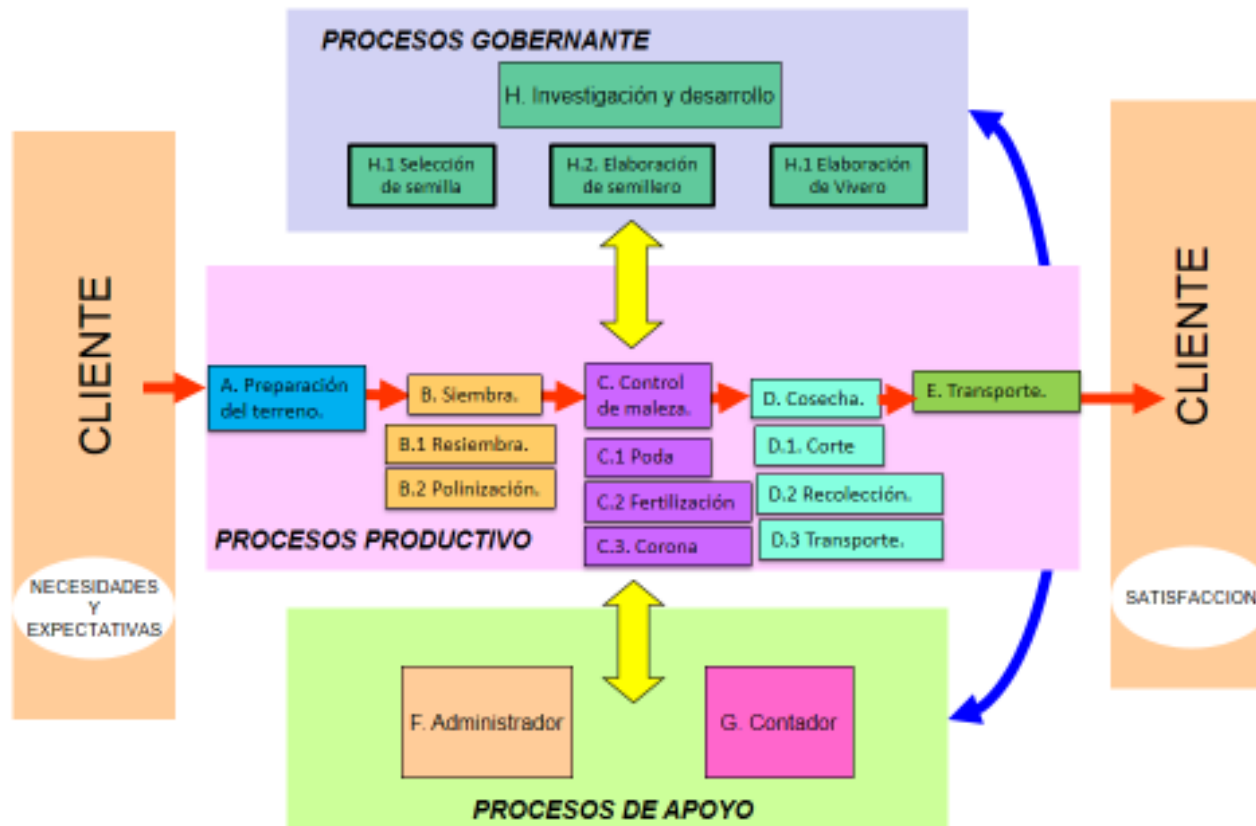 PROCESOS GOBERNANTE
H. Investigación y desarrollo
H.1 Selección
de semilla
H.2. Elaboración
de semillero
H.1 Elaboración
de Vivero
CLIENTE
NECESIDADES
Y
EXPECTATIVAS
A. Preparación
del terreno.
B. Siembra.
B.1 Resiembra.
B.2 Polinización.
C. Control
de maleza.
C.1 Poda
C.2 Fertilización
C.3. Corona
D. Cosecha.
D.1. Corte
D.2 Recolección.
D.3 Transporte.
E. Transporte.
PROCESOS PRODUCTIVO
CLIENTE
SATISFACCION
F. Administrador
G. Contador
PROCESOS DE APOYO